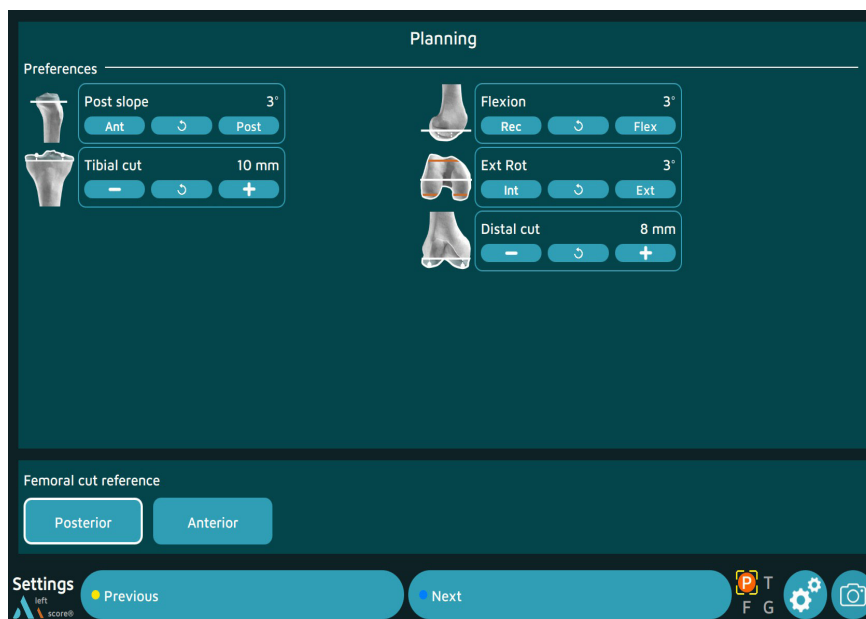 Planning
Preferences
Post slope 3°
Ant Post
Tibial cut 10 mm
− +
Flexion 3°
Rec Flex
Ext Rot 3°
Int Ext
Distal cut 8 mm
− +
Femoral cut reference
Posterior Anterior
Settings
left
score®
Previous
Next
P T
F G